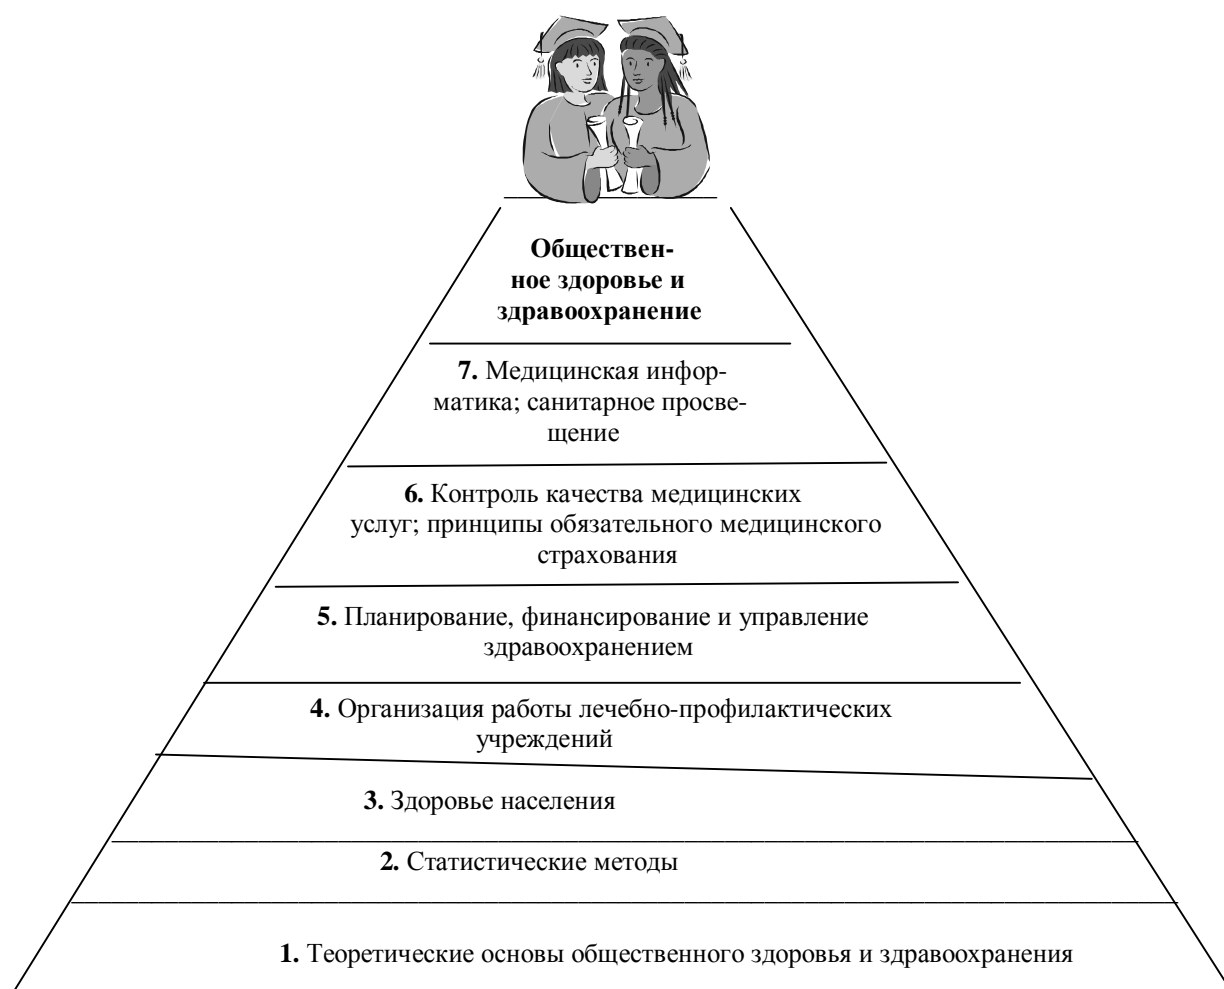 Обществен-
ное здоровье и
здравоохранение
7. Медицинская инфор-
матика; санитарное просве-
щение
6. Контроль качества медицинских
услуг; принципы обязательного медицинского
страхования
5. Планирование, финансирование и управление
здравоохранением
4. Организация работы лечебно-профилактических
учреждений
3. Здоровье населения
2. Статистические методы
1. Теоретические основы общественного здоровья и здравоохранения